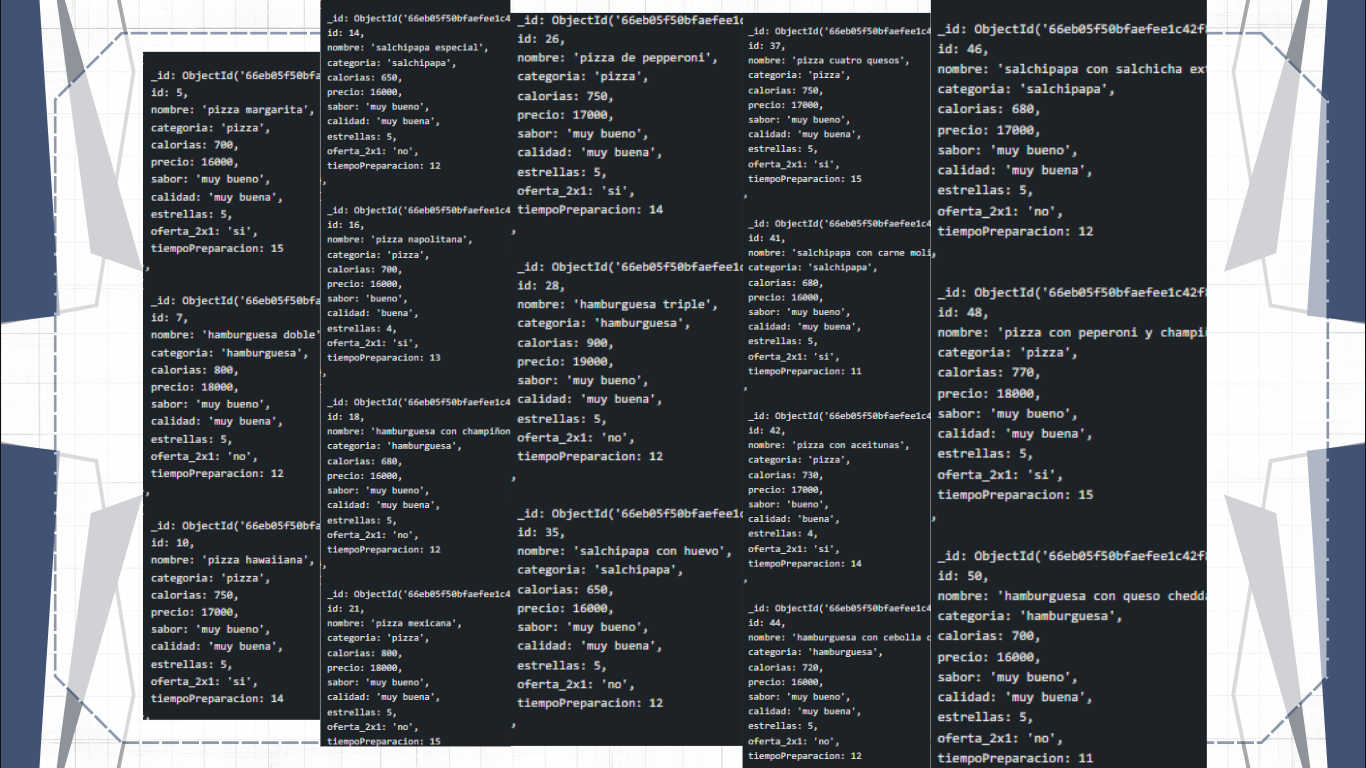 _id: ObjectId('66eb05f50bfa
id: 5,
nombre: 'pizza margarita',
categoria: 'pizza',
calorias: 700,
precio: 16000,
sabor: 'muy bueno',
calidad: 'muy buena',
estrellas: 5,
oferta_2x1: 'si',
tiempoPreparacion: 15
,
_id: ObjectId('66eb05f50bfa
id: 7,
nombre: 'hamburguesa doble'
categoria: 'hamburguesa',
calorias: 800,
precio: 18000,
sabor: 'muy bueno',
calidad: 'muy buena',
estrellas: 5,
oferta_2x1: 'no',
tiempoPreparacion: 12
,
_id: ObjectId('66eb05f50bfa
id: 10,
nombre: 'pizza hawaiiana',
categoria: 'pizza',
calorias: 750,
precio: 17000,
sabor: 'muy bueno',
calidad: 'muy buena',
estrellas: 5,
oferta_2x1: 'si',
tiempoPreparacion: 14
_id: ObjectId('66eb05f50bfaefee1c4
id: 14,
nombre: 'salchipapa especial',
categoria: 'salchipapa',
calorias: 650,
precio: 16000,
sabor: 'muy bueno',
calidad: 'muy buena',
estrellas: 5,
oferta_2x1: 'no',
tiempoPreparacion: 12
,
_id: ObjectId('66eb05f50bfaefee1c4
id: 16,
nombre: 'pizza napolitana',
categoria: 'pizza',
calorias: 700,
precio: 16000,
sabor: 'bueno',
calidad: 'buena',
estrellas: 4,
oferta_2x1: 'si',
tiempoPreparacion: 13
,
_id: ObjectId('66eb05f50bfaefee1c4
id: 18,
nombre: 'hamburguesa con champiñon
categoria: 'hamburguesa',
calorias: 680,
precio: 16000,
sabor: 'muy bueno',
calidad: 'muy buena',
estrellas: 5,
oferta_2x1: 'no',
tiempoPreparacion: 12
,
_id: ObjectId('66eb05f50bfaefee1c4
id: 21,
nombre: 'pizza mexicana',
categoria: 'pizza',
calorias: 800,
precio: 18000,
sabor: 'muy bueno',
calidad: 'muy buena',
estrellas: 5,
oferta_2x1: 'no',
tiempoPreparacion: 15
_id: ObjectId('66eb05f50bfaefee1c
id: 26,
nombre: 'pizza de pepperoni',
categoria: 'pizza',
calorias: 750,
precio: 17000,
sabor: 'muy bueno',
calidad: 'muy buena',
estrellas: 5,
oferta_2x1: 'si',
tiempoPreparacion: 14
,
_id: ObjectId('66eb05f50bfaefee1c
id: 28,
nombre: 'hamburguesa triple',
categoria: 'hamburguesa',
calorias: 900,
precio: 19000,
sabor: 'muy bueno',
calidad: 'muy buena',
estrellas: 5,
oferta_2x1: 'no',
tiempoPreparacion: 12
,
_id: ObjectId('66eb05f50bfaefee1c
id: 35,
nombre: 'salchipapa con huevo',
categoria: 'salchipapa',
calorias: 650,
precio: 16000,
sabor: 'muy bueno',
calidad: 'muy buena',
estrellas: 5,
oferta_2x1: 'no',
tiempoPreparacion: 12
,
_id: ObjectId('66eb05f50bfaefee1c4
id: 37,
nombre: 'pizza cuatro quesos',
categoria: 'pizza',
calorias: 750,
precio: 17000,
sabor: 'muy bueno',
calidad: 'muy buena',
estrellas: 5,
oferta_2x1: 'si',
tiempoPreparacion: 15
,
_id: ObjectId('66eb05f50bfaefee1c4
id: 41,
nombre: 'salchipapa con carne moli
categoria: 'salchipapa',
calorias: 680,
precio: 16000,
sabor: 'muy bueno',
calidad: 'muy buena',
estrellas: 5,
oferta_2x1: 'si',
tiempoPreparacion: 11
,
_id: ObjectId('66eb05f50bfaefee1c4
id: 42,
nombre: 'pizza con aceitunas',
categoria: 'pizza',
calorias: 730,
precio: 17000,
sabor: 'bueno',
calidad: 'buena',
estrellas: 4,
oferta_2x1: 'si',
tiempoPreparacion: 14
,
_id: ObjectId('66eb05f50bfaefee1c4
id: 44,
nombre: 'hamburguesa con cebolla c
categoria: 'hamburguesa',
calorias: 720,
precio: 16000,
sabor: 'muy bueno',
calidad: 'muy buena',
estrellas: 5,
oferta_2x1: 'no',
tiempoPreparacion: 12
_id: ObjectId('66eb05f50bfaefee1c42f
id: 46,
nombre: 'salchipapa con salchicha ext
categoria: 'salchipapa',
calorias: 680,
precio: 17000,
sabor: 'muy bueno',
calidad: 'muy buena',
estrellas: 5,
oferta_2x1: 'no',
tiempoPreparacion: 12
,
_id: ObjectId('66eb05f50bfaefee1c42f
id: 48,
nombre: 'pizza con peperoni y champi
categoria: 'pizza',
calorias: 770,
precio: 18000,
sabor: 'muy bueno',
calidad: 'muy buena',
estrellas: 5,
oferta_2x1: 'si',
tiempoPreparacion: 15
,
_id: ObjectId('66eb05f50bfaefee1c42f
id: 50,
nombre: 'hamburguesa con queso chedda
categoria: 'hamburguesa',
calorias: 700,
precio: 16000,
sabor: 'muy bueno',
calidad: 'muy buena',
estrellas: 5,
oferta_2x1: 'no',
tiempoPreparacion: 11